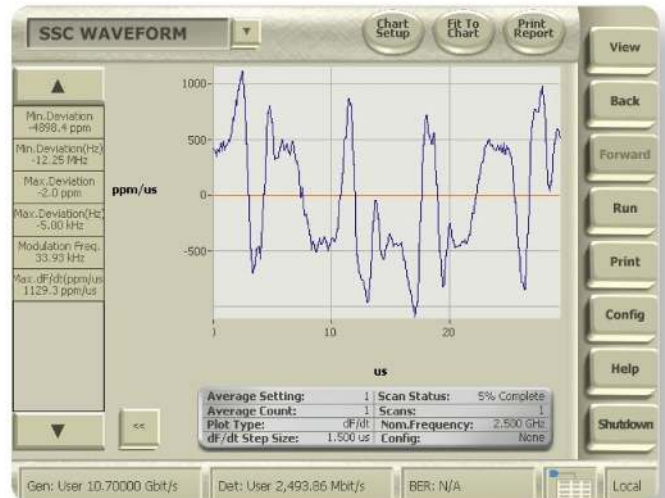 SSC WAVEFORM
Chart Setup
Fit To Chart
Print Report
View
Back
Forward
Run
Print
Config
Help
Shutdown
Min.Deviation
-4898.4 ppm
Min.Deviation(Hz)
-12.25 MHz
Max.Deviation
-2.0 ppm
Max.Deviation(Hz)
-5.00 kHz
Modulation Freq.
33.93 kHz
Max.dF/dt(ppm/us)
1129.3 ppm/us
<<
ppm/us
1000
500
0
-500
10
20
us
Average Setting: 1 Scan Status: 5% Complete
Average Count: 1 Scans: 1
Plot Type: dF/dt Nom.Frequency: 2.500 GHz
dF/dt Step Size: 1.500 us Config: None
Gen: User 10.70000 Gbit/s
Det: User 2,493.86 Mbit/s
BER: N/A
Local